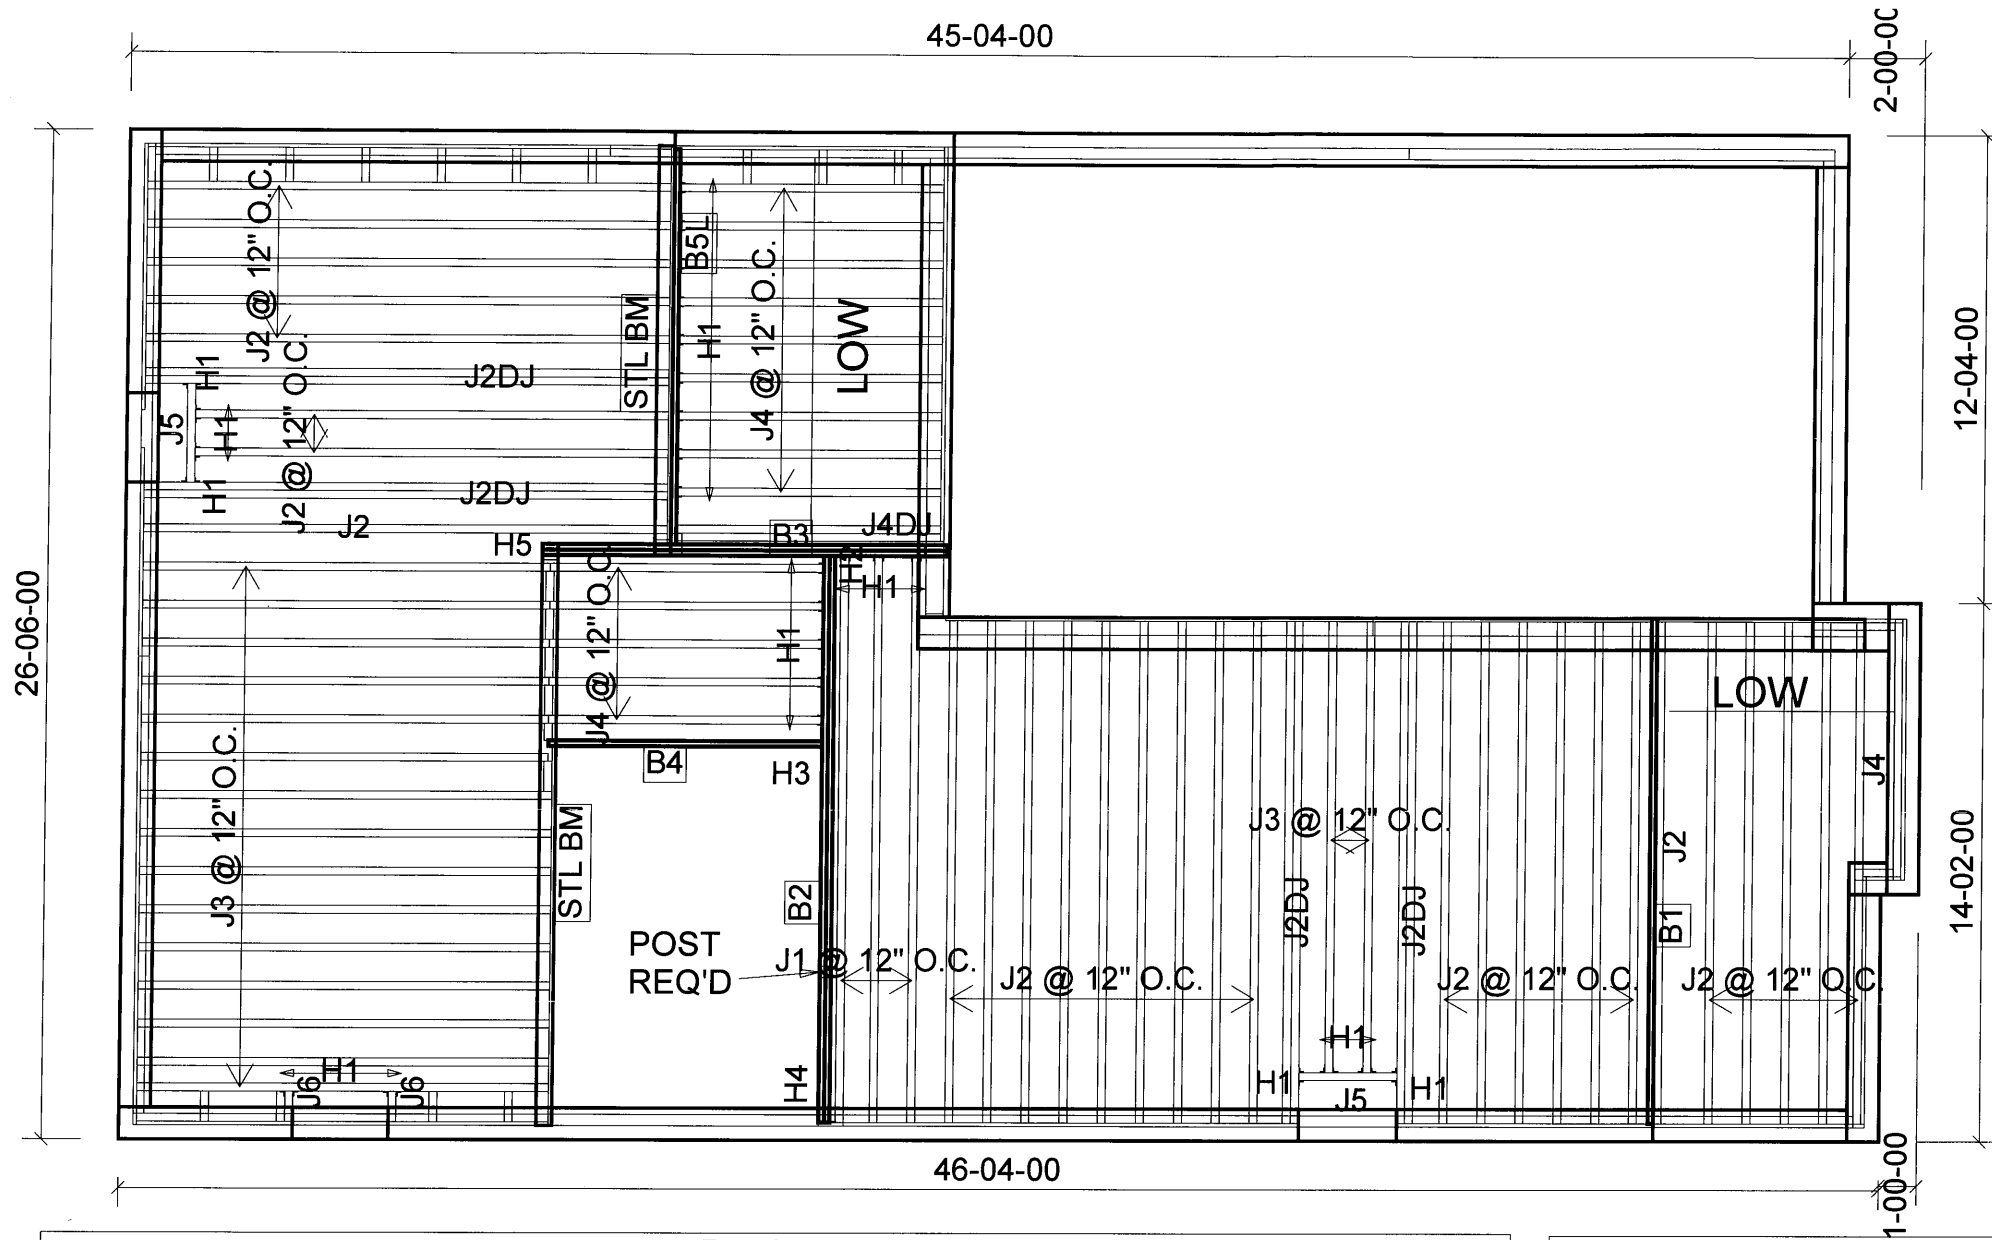 45-04-00
2-00-00
J2 @ 12" O.C.
B5L
H1
J4 @ 12" O.C.
LOW
STL BM
12-04-00
H1
J2DJ
J5
H1
J2 @ 12" O.C.
H1
J2DJ
J2
H5
B3
J4DJ
H2
H1
26-06-00
J4 @ 12" O.C.
H1
LOW
B4
H3
J4
J3 @ 12" O.C.
J3 @ 12" O.C.
J2
STL BM
B2
J2DJ
J2DJ
B1
14-02-00
POST
REQ'D
J1 @ 12" O.C.
J2 @ 12" O.C.
J2 @ 12" O.C.
J2 @ 12" O.C.
H1
J6
J6
H4
H1
H1
J5
H1
46-04-00
1-00-00